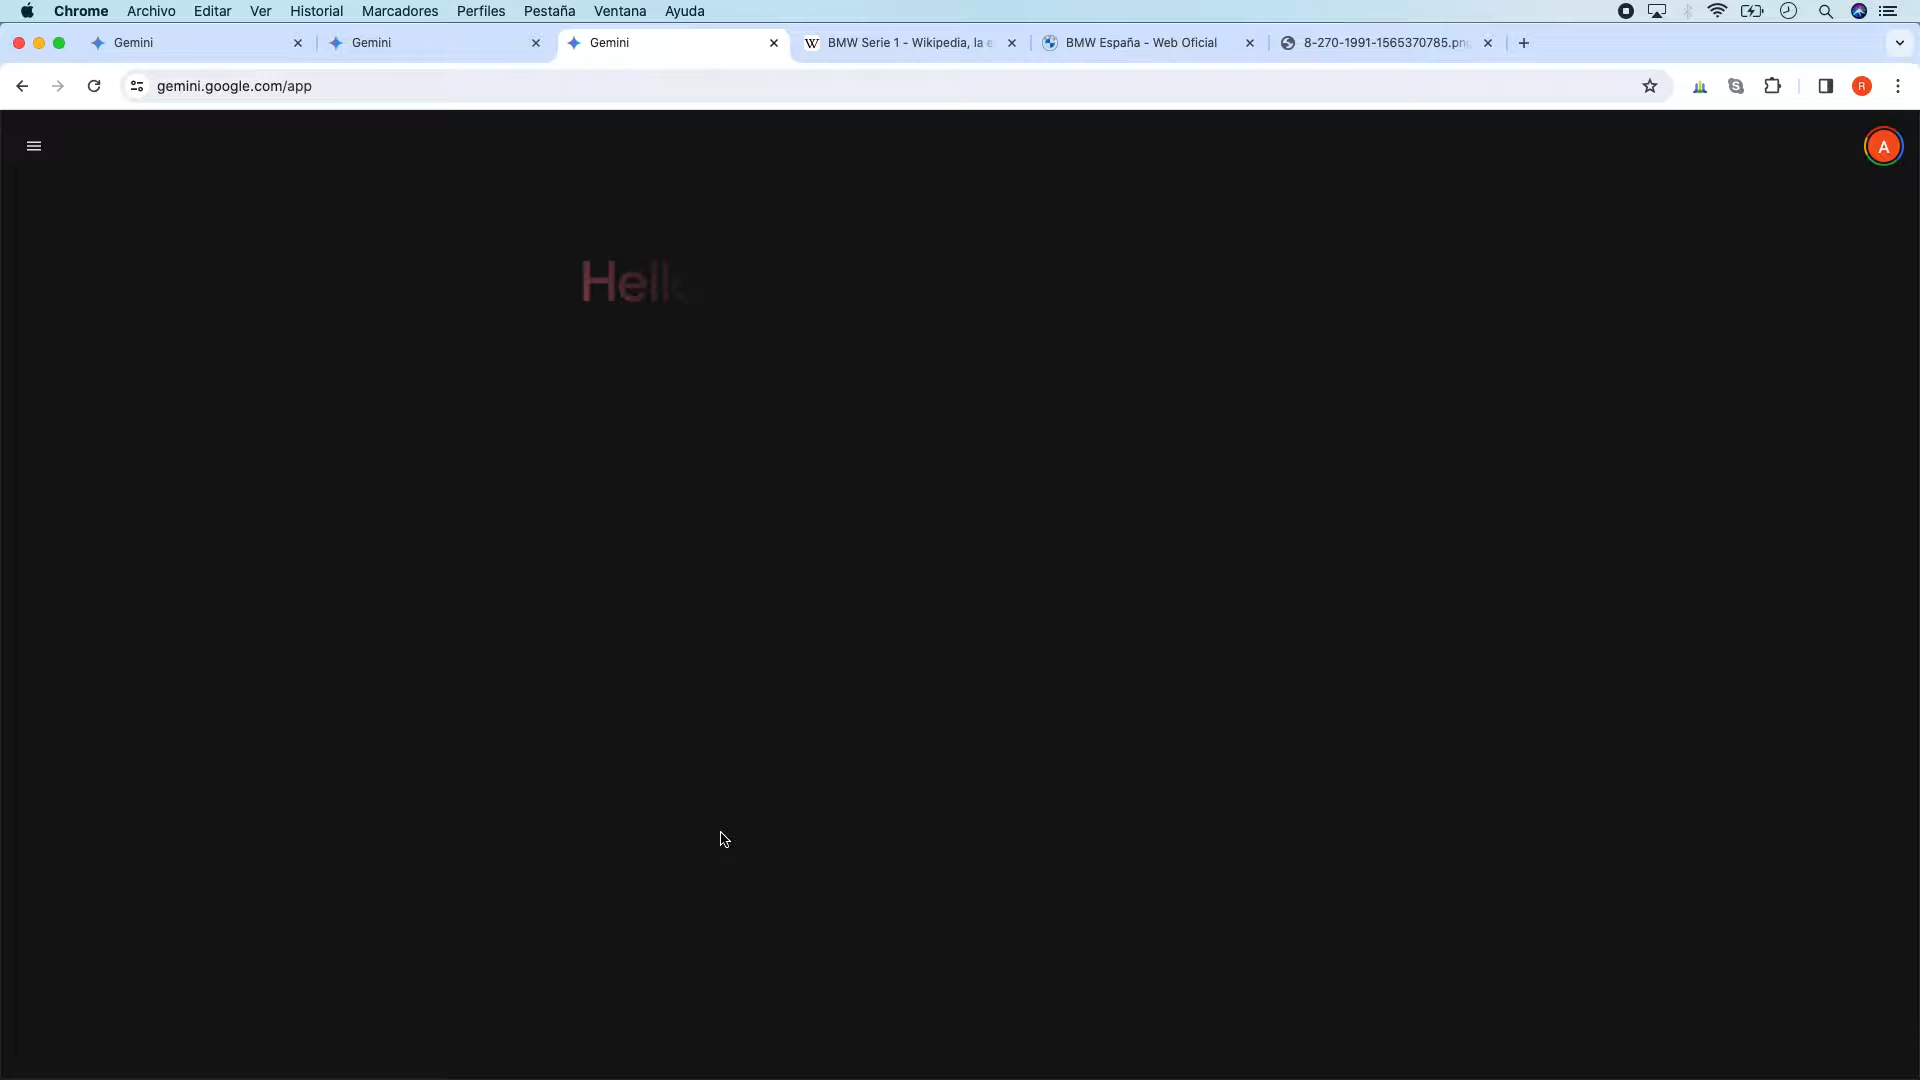 Chrome Archivo Editar Ver Historial Marcadores Perfiles Pestaña Ventana Ayuda
Gemini Gemini Gemini BMW Serie 1 - Wikipedia, la e BMW España - Web Oficial 8-270-1991-1565370785.pn
gemini.google.com/app R
A
Hello